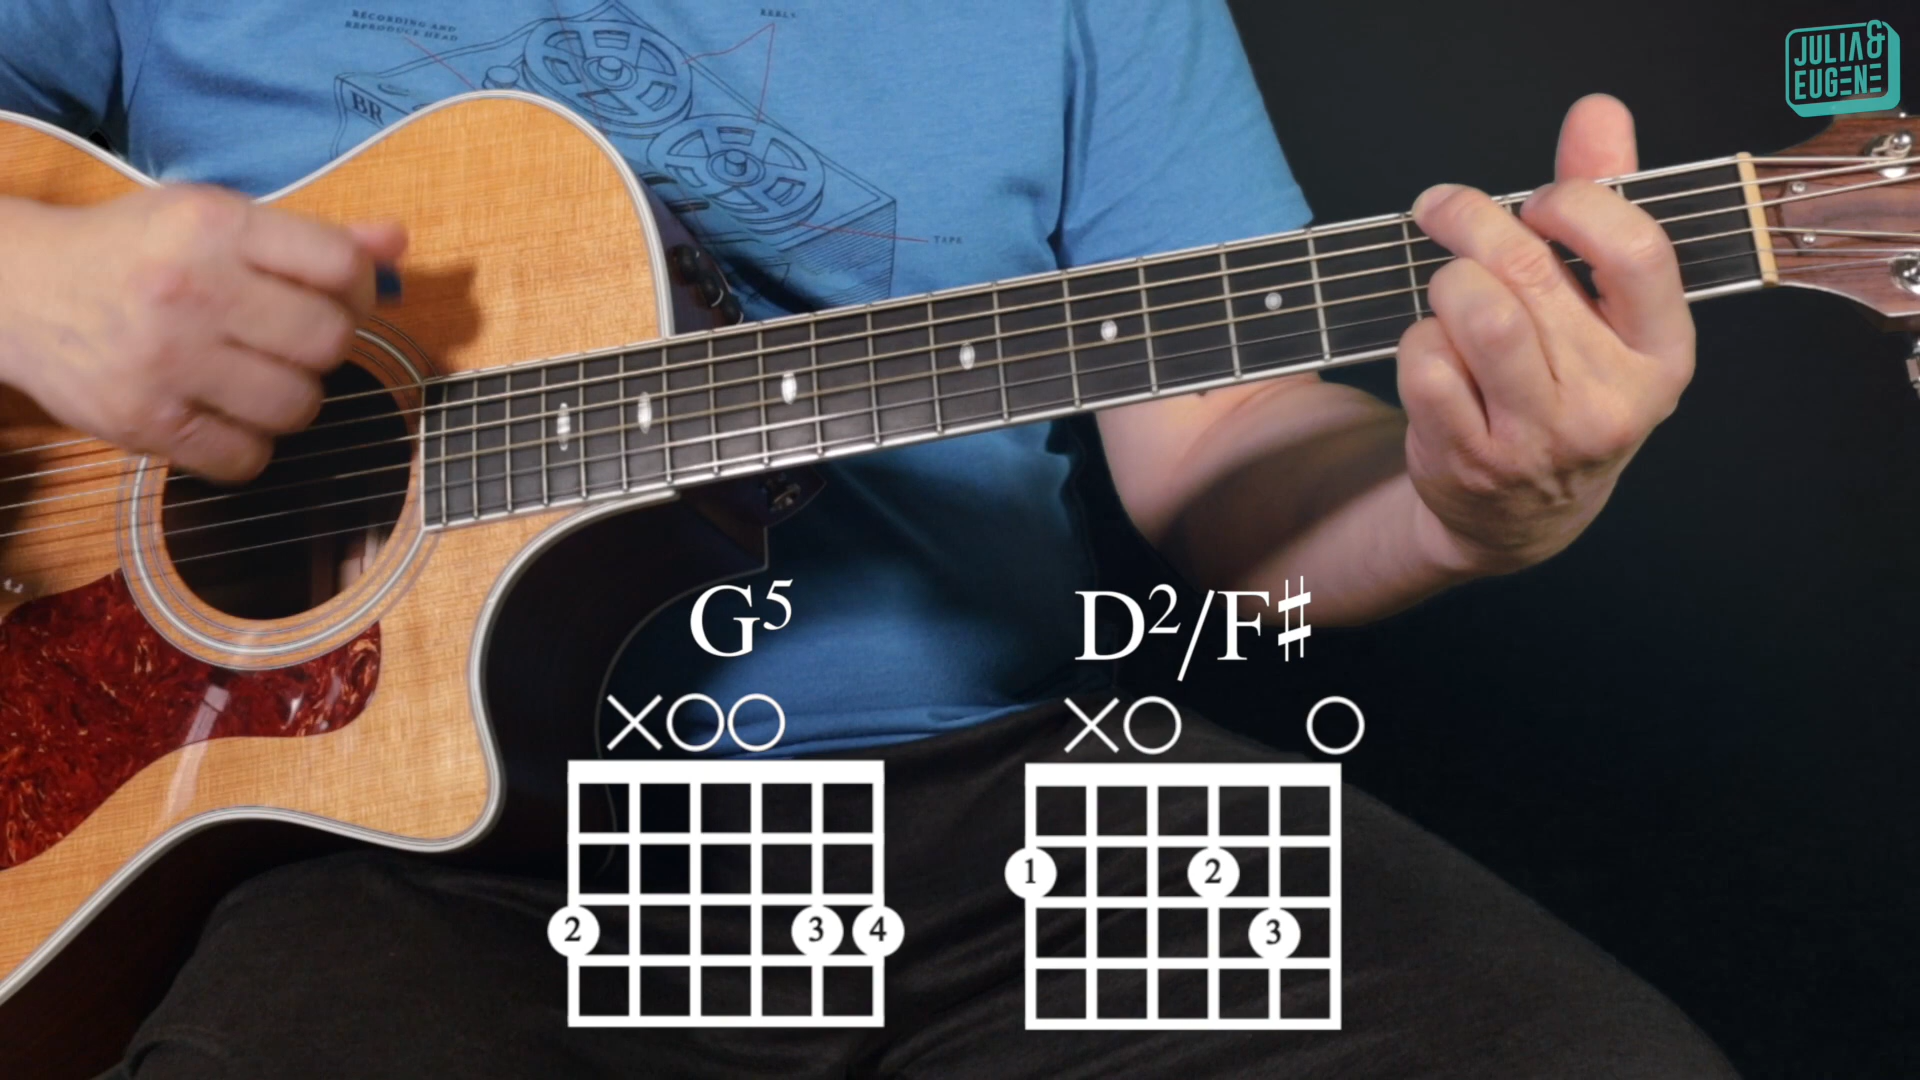 RECORDING AND
REPRODUCE HEAD
REELS
BR
TAPE
JULIA&
EUGENE
G5 D2/F♯
XOO XO O
2 3 4 1 2 3